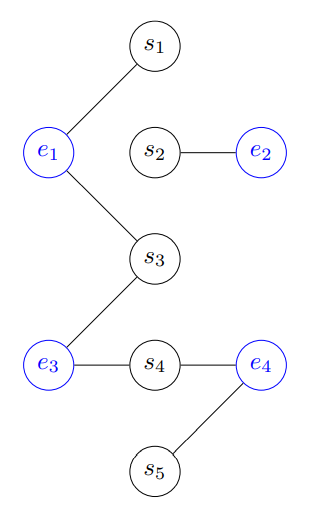 s₁
e₁ s₂ e₂
s₃
e₃ s₄ e₄
s₅